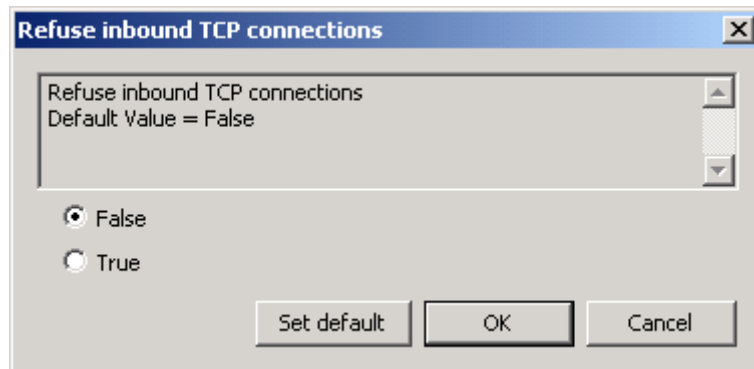 Refuse inbound TCP connections
Refuse inbound TCP connections
Default Value = False
False
True
Set default
OK
Cancel